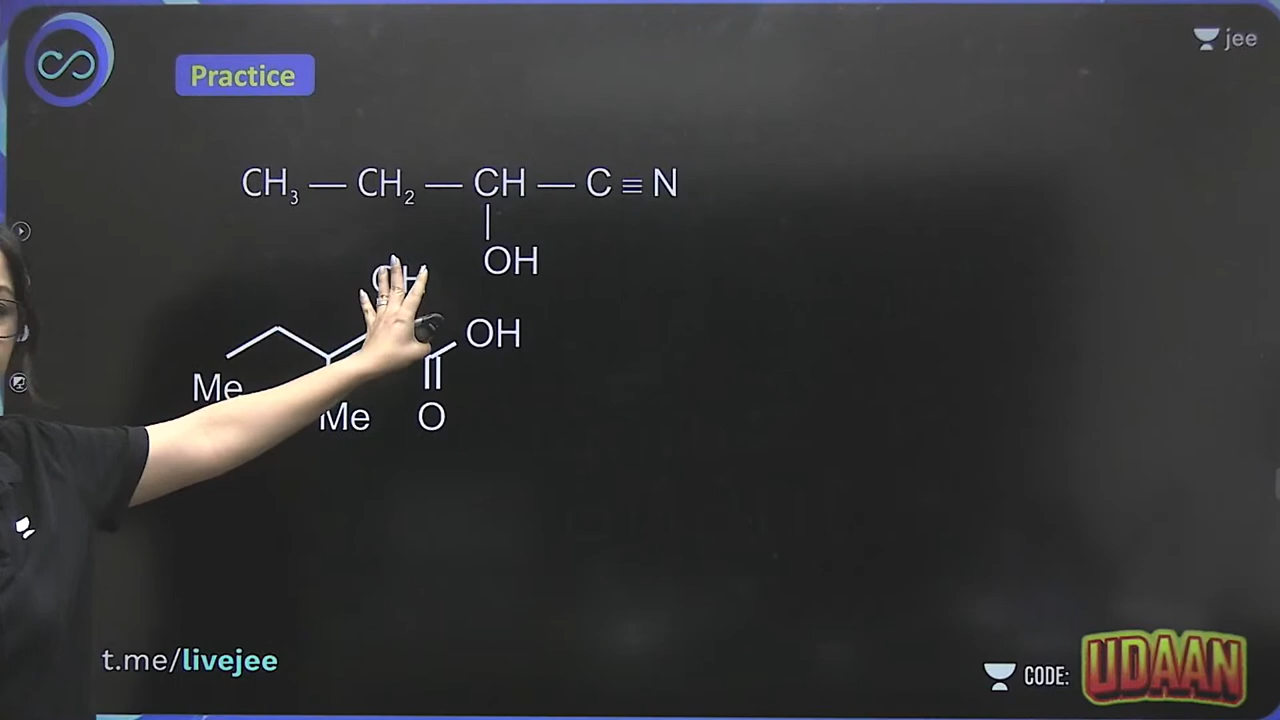 jee
Practice
CH₃ — CH₂ — CH — C ≡ N
OH
OH
Me
Me
O
t.me/livejee
CODE:
UDAAN